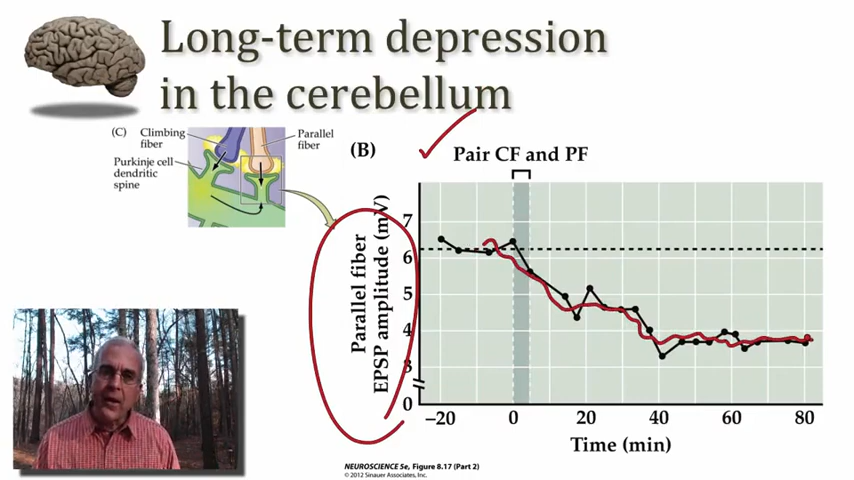 Long-term depression
in the cerebellum
(C) Climbing
fiber
Parallel
fiber
Purkinje cell
dendritic
spine
(B)
Pair CF and PF
Parallel fiber
EPSP amplitude (mV)
7
6
5
4
3
0
−20 0 20 40 60 80
Time (min)
NEUROSCIENCE 5e, Figure 8.17 (Part 2)
© 2012 Sinauer Associates, Inc.